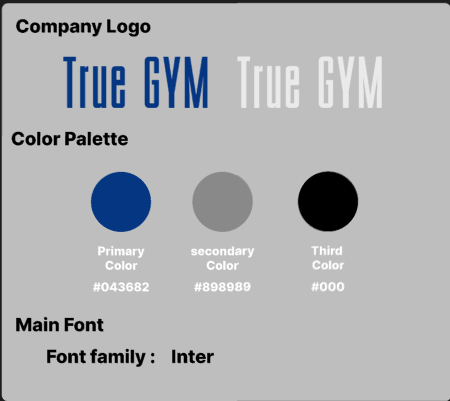 Company Logo
True GYM True GYM
Color Palette
Primary Color
secondary Color
Third Color
#043682 #898989 #000
Main Font
Font family : Inter